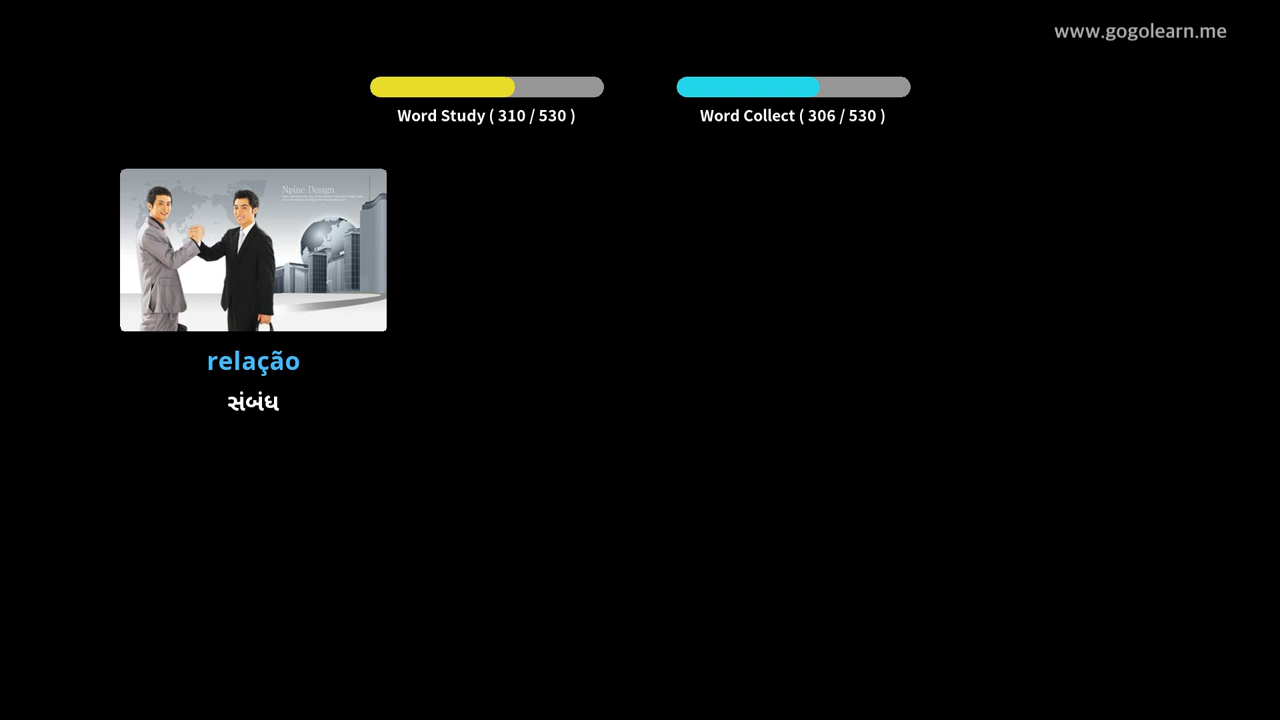 www.gogolearn.me
Word Study ( 310 / 530 )
Word Collect ( 306 / 530 )
Npine Design
relação
સંબંધ